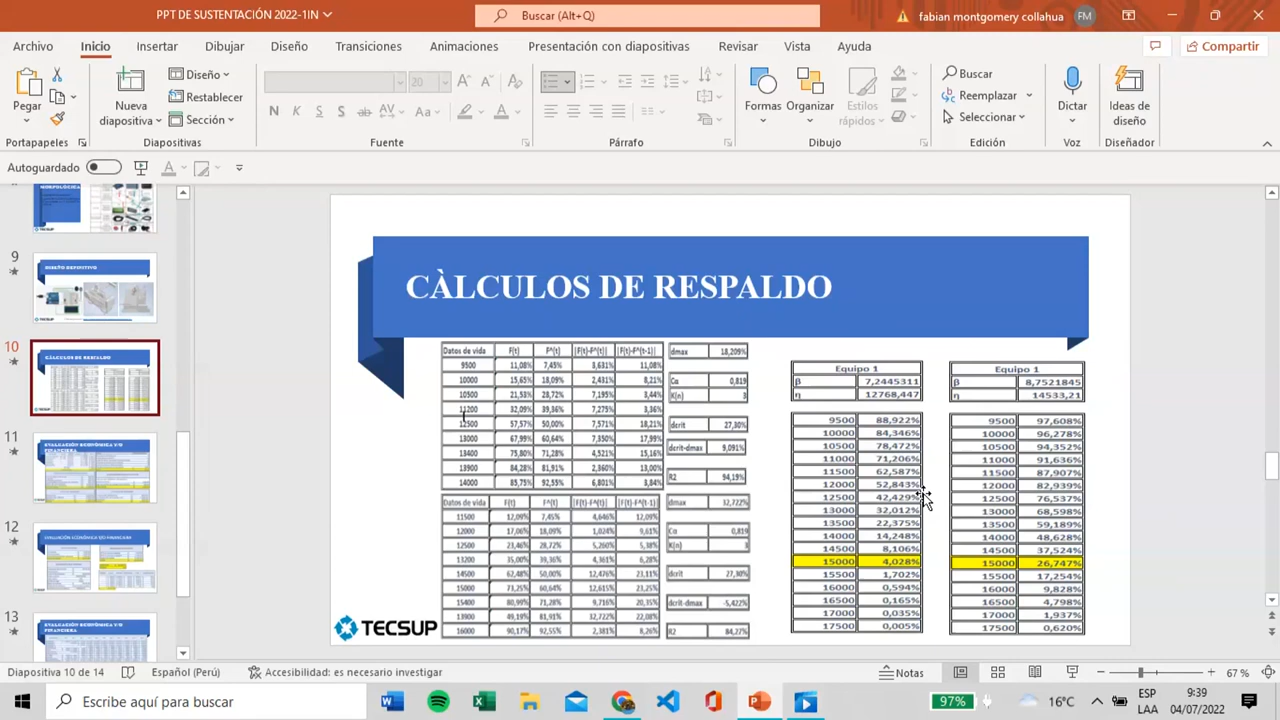 PPT DE SUSTENTACIÓN 2022-1IN
Buscar (Alt+Q)
fabian montgomery collahua
FM
Archivo Inicio Insertar Dibujar Diseño Transiciones Animaciones Presentación con diapositivas Revisar Vista Ayuda
Compartir
Pegar
Nueva diapositiva
Diseño
Restablecer
Sección
20
N K S S ab AV Aa A
Formas
Organizar
Estilos rápidos
Buscar
Reemplazar
Seleccionar
Dictar
Ideas de diseño
Portapapeles Diapositivas Fuente Párrafo Dibujo Edición Voz Diseñador
Autoguardado
9
10
11
12
13
CÀLCULOS DE RESPALDO
Datos de vida F(t) F^(t) |F(t)-F^(t)| |F(t)-F^(t-1)|
9500 11,08% 7,45% 3,631% 11,08%
10000 15,65% 18,09% 2,431% 8,21%
10500 21,53% 28,72% 7,195% 3,44%
11200 32,09% 39,36% 7,275% 3,36%
12500 57,57% 50,00% 7,571% 18,21%
13000 67,99% 60,64% 7,350% 17,99%
13400 75,80% 71,28% 4,521% 15,16%
13900 84,28% 81,91% 2,360% 13,00%
14000 85,75% 92,55% 6,801% 3,84%
dmax 18,209%
Cα 0,819
K(n) 3
dcrit 27,30%
dcrit-dmax 9,091%
R2 94,19%
Datos de vida F(t) F^(t) |F(t)-F^(t)| |F(t)-F^(t-1)|
11500 12,09% 7,45% 4,646% 12,09%
12000 17,06% 18,09% 1,024% 9,61%
12500 23,46% 28,72% 5,260% 5,38%
13200 35,00% 39,36% 4,361% 6,28%
14500 62,48% 50,00% 12,476% 23,11%
15000 73,25% 60,64% 12,615% 23,25%
15400 80,99% 71,28% 9,716% 20,35%
13901 49,19% 81,91% 32,722% 22,08%
16000 90,17% 92,55% 2,381% 8,26%
dmax 32,722%
Cα 0,819
K(n) 3
dcrit 27,30%
dcrit-dmax -5,422%
R2 84,27%
Equipo 1
β 7,2445311
η 12768,447
9500 88,922%
10000 84,346%
10500 78,472%
11000 71,206%
11500 62,587%
12000 52,843%
12500 42,429%
13000 32,012%
13500 22,375%
14000 14,248%
14500 8,106%
15000 4,028%
15500 1,702%
16000 0,594%
16500 0,165%
17000 0,035%
17500 0,005%
Equipo 1
β 8,7521845
η 14533,21
9500 97,608%
10000 96,278%
10500 94,352%
11000 91,636%
11500 87,907%
12000 82,939%
12500 76,537%
13000 68,598%
13500 59,189%
14000 48,628%
14500 37,524%
15000 26,747%
15500 17,254%
16000 9,828%
16500 4,798%
17000 1,937%
17500 0,620%
TECSUP
Diapositiva 10 de 14 Español (Perú) Accesibilidad: es necesario investigar Notas 67 %
Escribe aquí para buscar
97%
16°C
ESP
LAA
9:39
04/07/2022